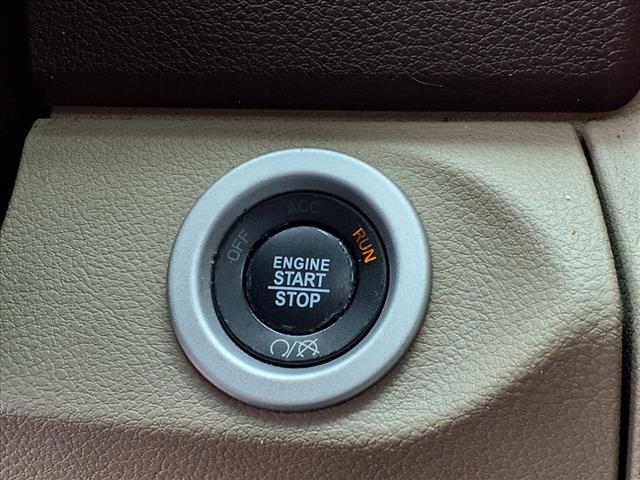 OFF ACC RUN
ENGINE
START
STOP